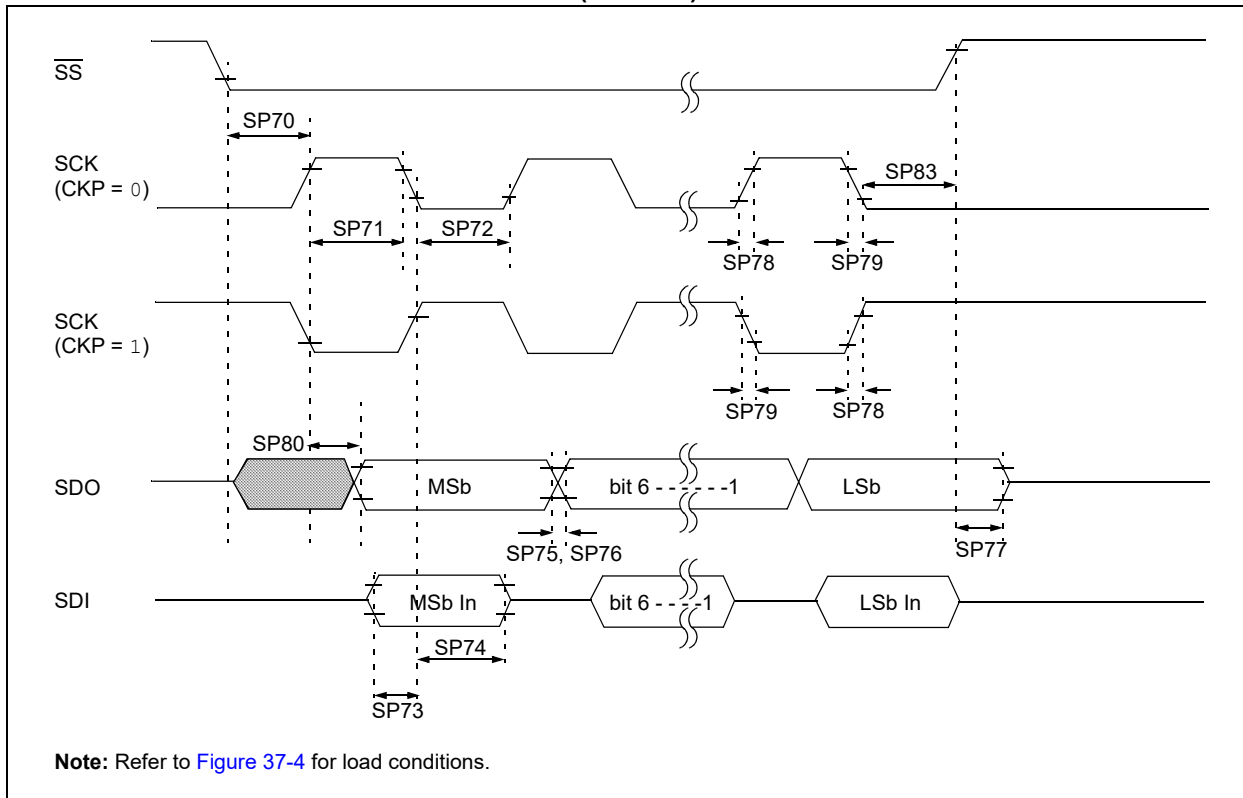 SS
SP70
SCK
(CKP = 0)
SP83
SP71
SP72
SP78
SP79
SCK
(CKP = 1)
SP79
SP78
SP80
SDO
MSb
bit 6 - - - - - -1
LSb
SP75, SP76
SP77
SDI
MSb In
bit 6 - - - -1
LSb In
SP74
SP73
Note: Refer to Figure 37-4 for load conditions.